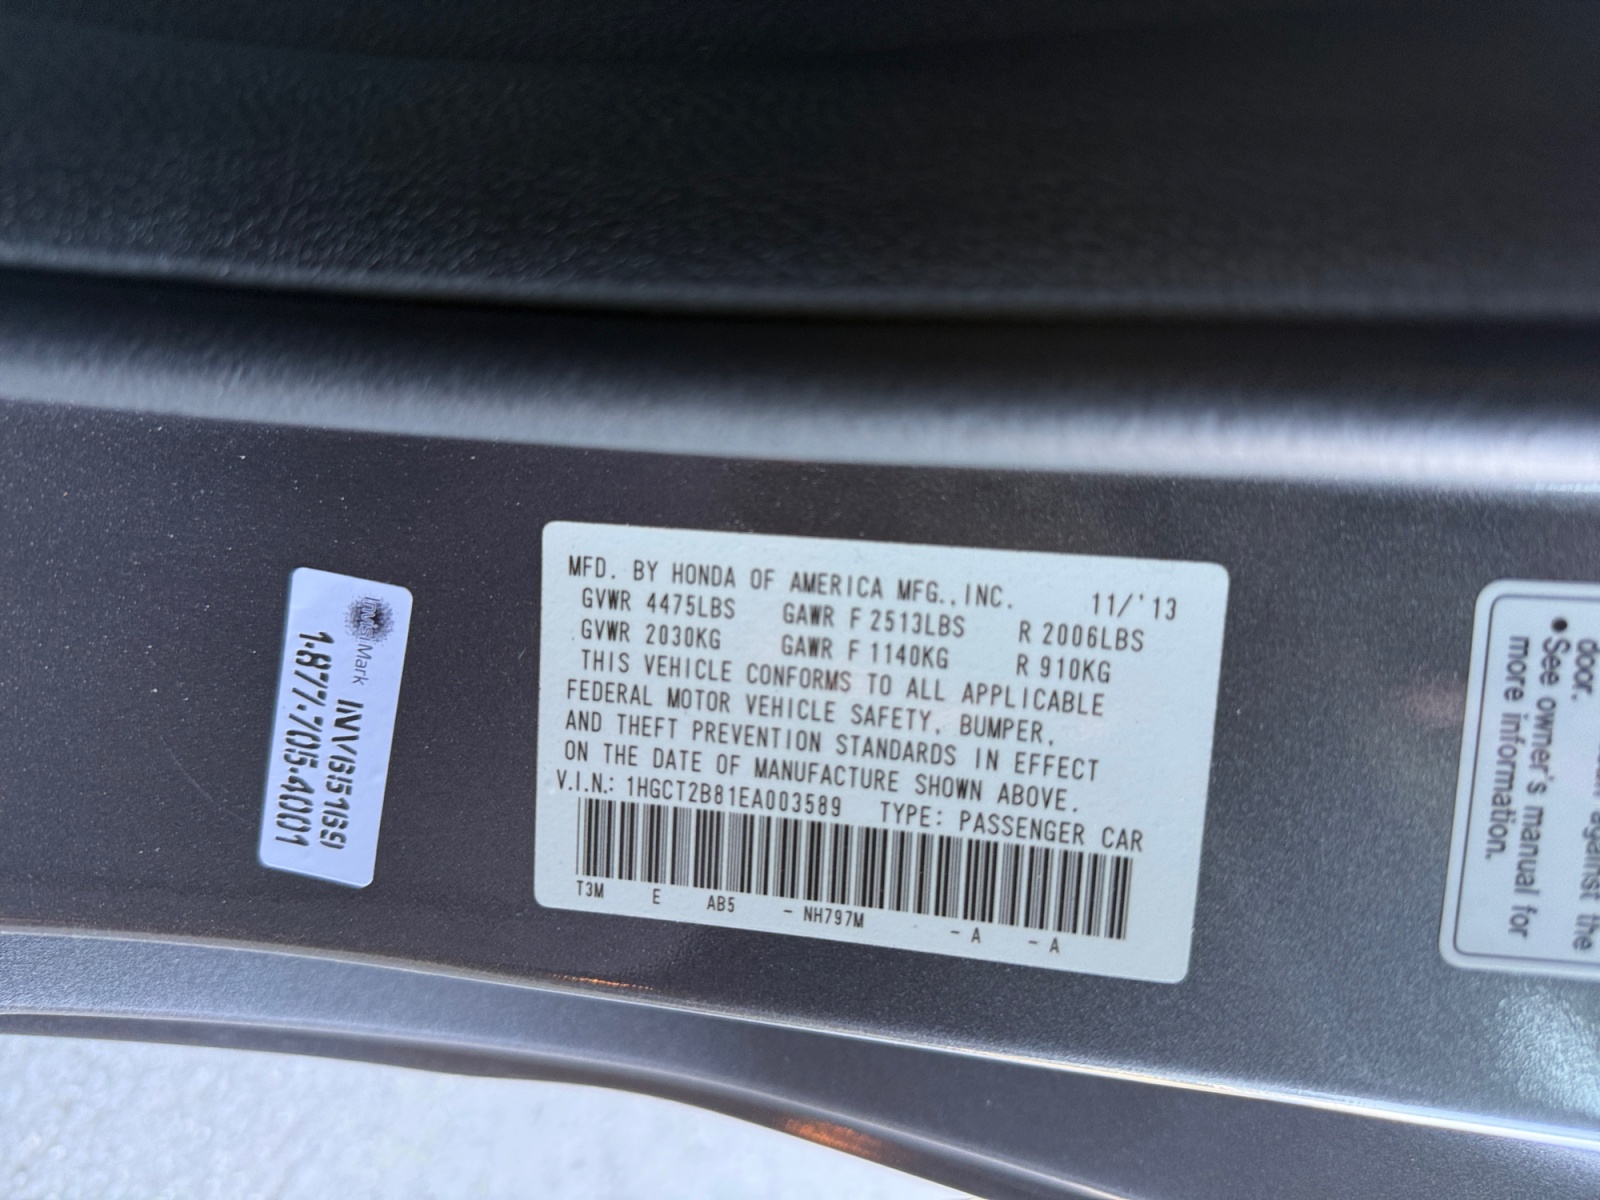 MFD. BY HONDA OF AMERICA MFG., INC. 11/'13
GVWR 4475LBS GAWR F 2513LBS R 2006LBS
GVWR 2030KG GAWR F 1140KG R 910KG
THIS VEHICLE CONFORMS TO ALL APPLICABLE
FEDERAL MOTOR VEHICLE SAFETY, BUMPER,
AND THEFT PREVENTION STANDARDS IN EFFECT
ON THE DATE OF MANUFACTURE SHOWN ABOVE.
V.I.N.: 1HGCT2B81EA003589 TYPE: PASSENGER CAR
T3M E AB5 - NH797M - A - A
InVisiMark
1.877.705.4001
door.
• See owner's manual for
more information.
against the